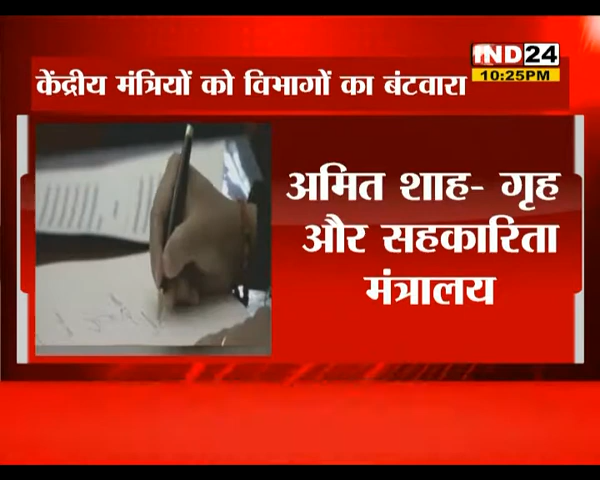 IND24
10:25PM
केंद्रीय मंत्रियों को विभागों का बंटवारा
अमित शाह- गृह
और सहकारिता
मंत्रालय